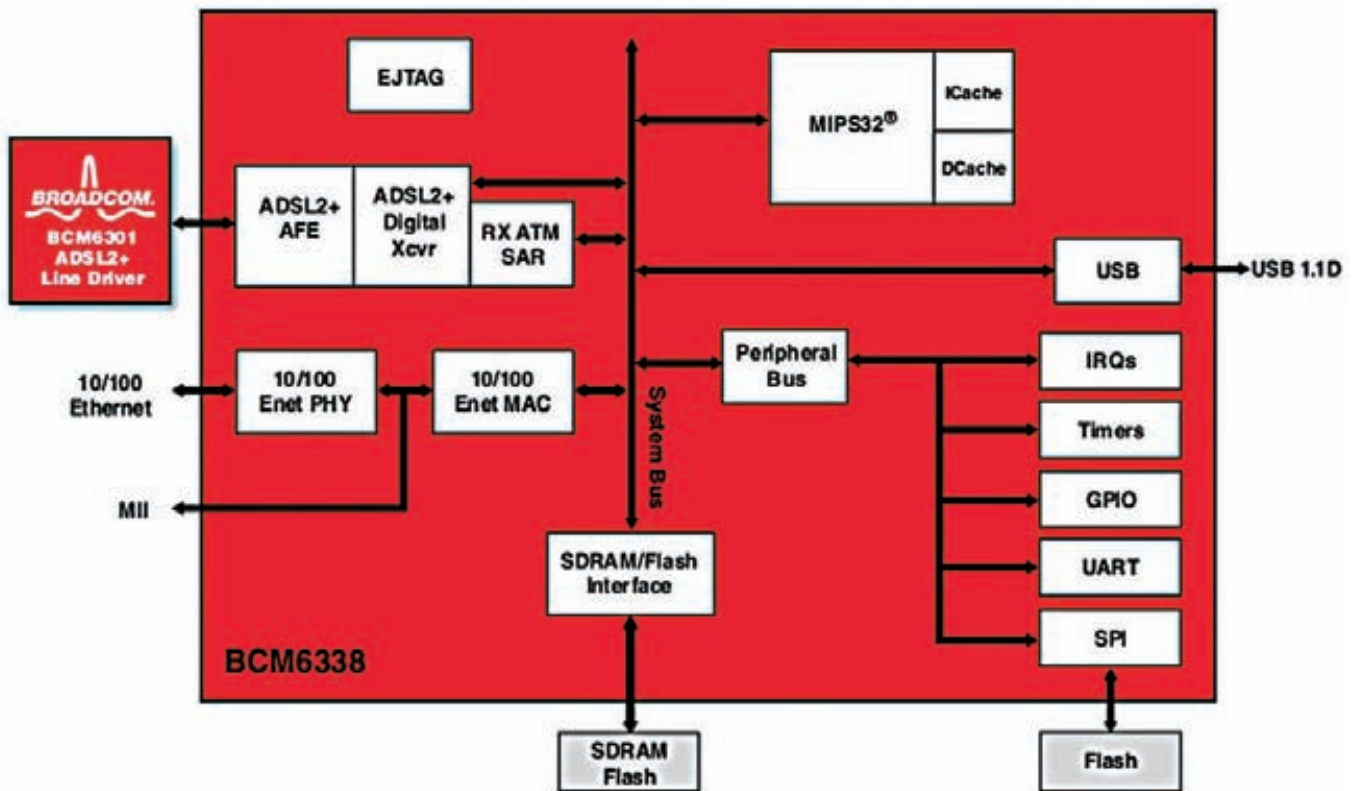 EJTAG
MIPS32®
ICache
DCache
BROADCOM.
BCM6301
ADSL2+
Line Driver
ADSL2+
AFE
ADSL2+
Digital
Xcvr
RX ATM
SAR
USB
USB 1.1D
10/100
Ethernet
10/100
Enet PHY
10/100
Enet MAC
System Bus
Peripheral
Bus
IRQs
Timers
GPIO
UART
SPI
MII
SDRAM/Flash
Interface
BCM6338
SDRAM
Flash
Flash